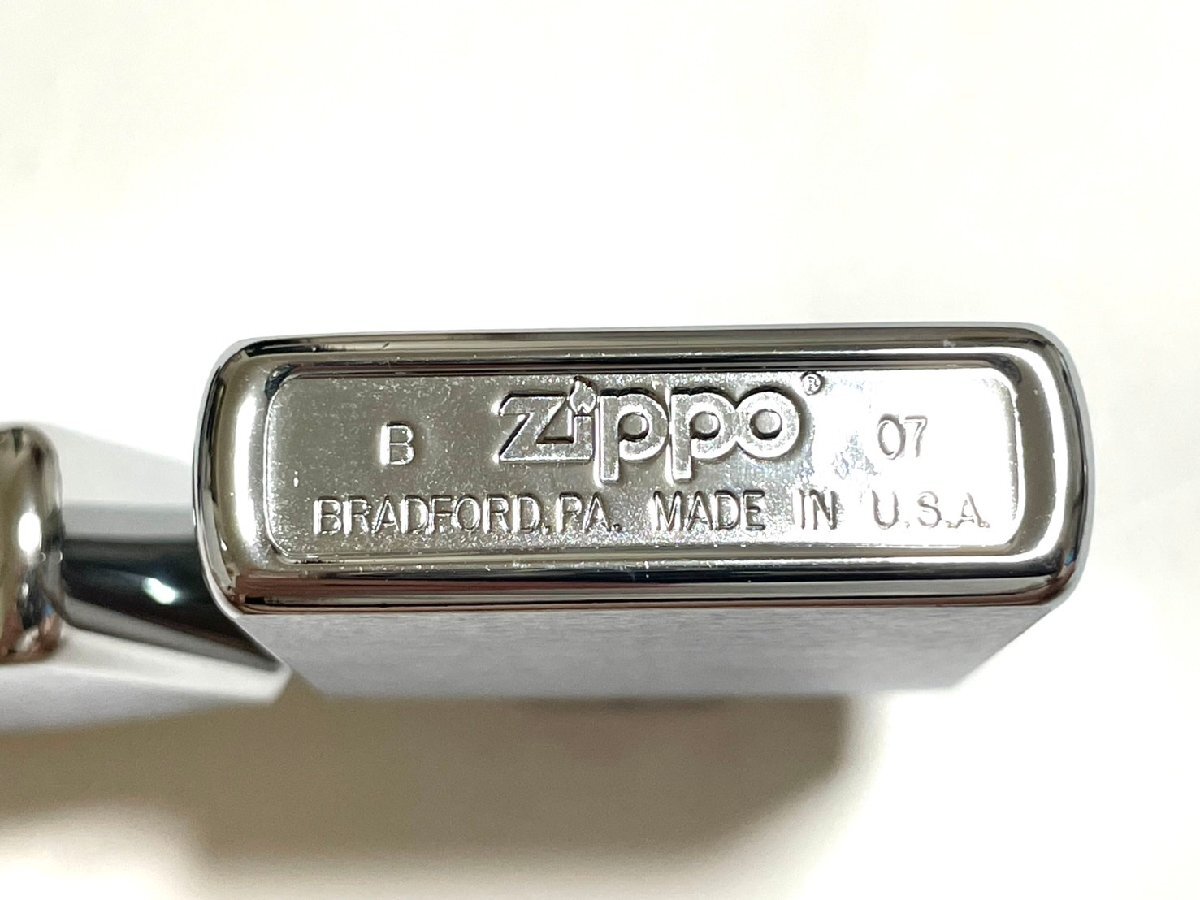 B Zippo® 07
BRADFORD, PA. MADE IN U.S.A.